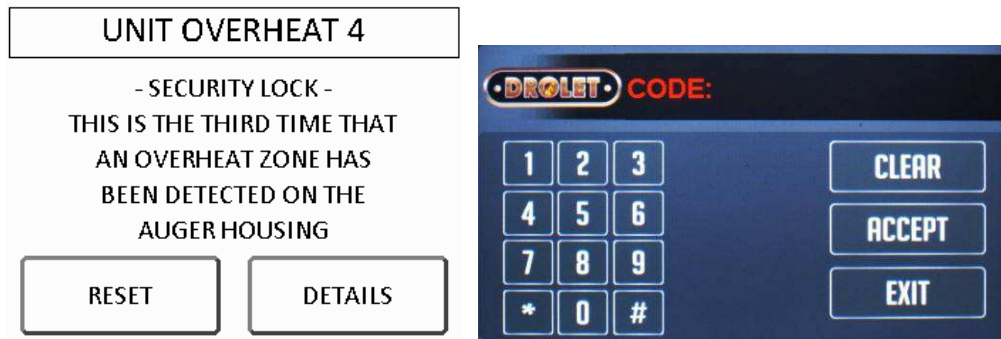 UNIT OVERHEAT 4
- SECURITY LOCK -
THIS IS THE THIRD TIME THAT
AN OVERHEAT ZONE HAS
BEEN DETECTED ON THE
AUGER HOUSING
RESET DETAILS
DROLET CODE:
1 2 3
4 5 6
7 8 9
* 0 #
CLEAR
ACCEPT
EXIT